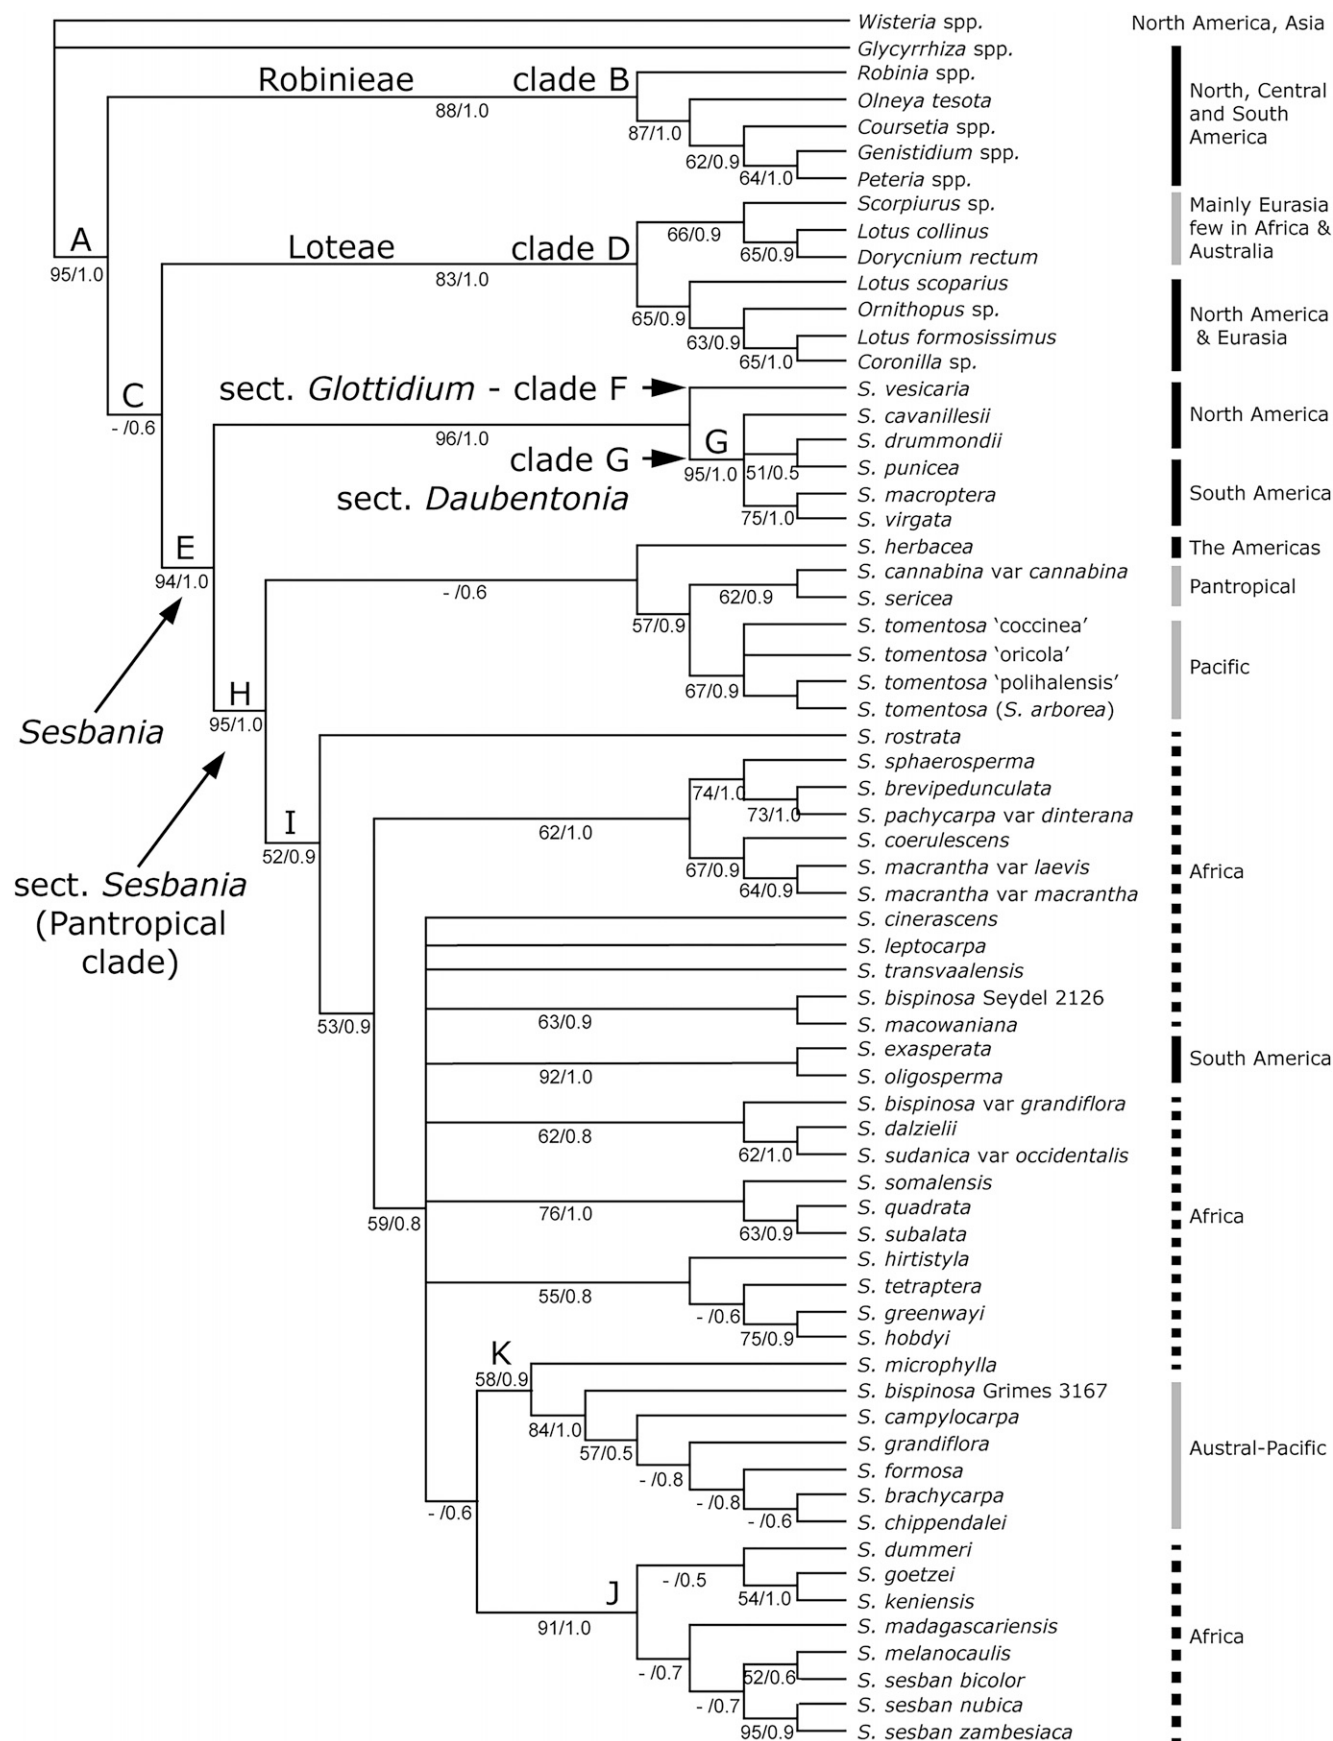 Wisteria spp.
North America, Asia
Glycyrrhiza spp.
Robinieae
clade B
88/1.0
Robinia spp.
Olneya tesota
87/1.0
Coursetia spp.
62/0.9
Genistidium spp.
64/1.0
Peteria spp.
North, Central
and South
America
A
95/1.0
Loteae
clade D
83/1.0
Scorpiurus sp.
66/0.9
Lotus collinus
65/0.9
Dorycnium rectum
Mainly Eurasia
few in Africa &
Australia
Lotus scoparius
65/0.9
Ornithopus sp.
63/0.9
Lotus formosissimus
65/1.0
Coronilla sp.
North America
& Eurasia
C
- /0.6
sect. Glottidium - clade F
S. vesicaria
96/1.0
S. cavanillesii
North America
clade G
sect. Daubentonia
G
95/1.0
S. drummondii
51/0.5
S. punicea
S. macroptera
75/1.0
S. virgata
South America
E
94/1.0
Sesbania
S. herbacea
The Americas
- /0.6
S. cannabina var cannabina
62/0.9
S. sericea
Pantropical
57/0.9
S. tomentosa ‘coccinea’
S. tomentosa ‘oricola’
67/0.9
S. tomentosa ‘polihalensis’
S. tomentosa (S. arborea)
Pacific
H
95/1.0
sect. Sesbania
(Pantropical
clade)
S. rostrata
I
52/0.9
62/1.0
S. sphaerosperma
74/1.0
S. brevipedunculata
73/1.0
S. pachycarpa var dinterana
S. coerulescens
67/0.9
S. macrantha var laevis
64/0.9
S. macrantha var macrantha
Africa
S. cinerascens
S. leptocarpa
S. transvaalensis
53/0.9
S. bispinosa Seydel 2126
63/0.9
S. macowaniana
S. exasperata
92/1.0
S. oligosperma
South America
S. bispinosa var grandiflora
62/0.8
S. dalzielii
62/1.0
S. sudanica var occidentalis
59/0.8
S. somalensis
76/1.0
S. quadrata
63/0.9
S. subalata
Africa
S. hirtistyla
55/0.8
S. tetraptera
- /0.6
S. greenwayi
75/0.9
S. hobdyi
K
58/0.9
S. microphylla
S. bispinosa Grimes 3167
84/1.0
S. campylocarpa
57/0.5
S. grandiflora
- /0.8
S. formosa
- /0.8
S. brachycarpa
- /0.6
S. chippendalei
Austral-Pacific
- /0.6
J
91/1.0
S. dummeri
- /0.5
S. goetzei
54/1.0
S. keniensis
S. madagascariensis
- /0.7
S. melanocaulis
52/0.6
S. sesban bicolor
- /0.7
S. sesban nubica
95/0.9
S. sesban zambesiaca
Africa